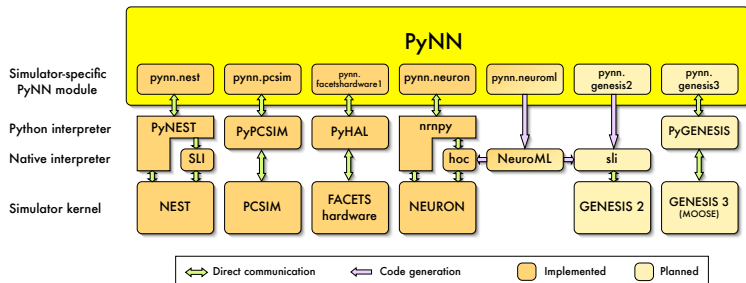 PyNN
Simulator-specific
PyNN module
pynn.nest
pynn.pcsim
pynn.
facetshardware1
pynn.neuron
pynn.neuroml
pynn.
genesis2
pynn.
genesis3
Python interpreter
PyNEST
PyPCSIM
PyHAL
nrnpy
PyGENESIS
Native interpreter
SLI
hoc
NeuroML
sli
Simulator kernel
NEST
PCSIM
FACETS
hardware
NEURON
GENESIS 2
GENESIS 3
(MOOSE)
Direct communication
Code generation
Implemented
Planned